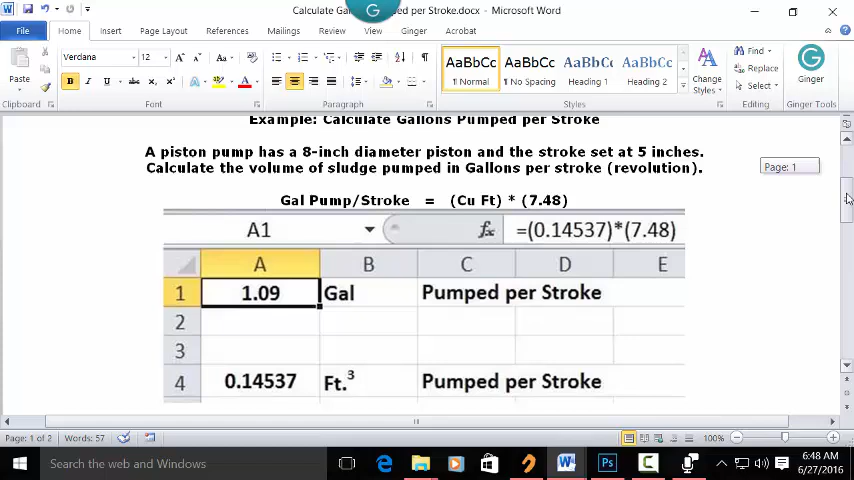 Calculate Gal Pumped per Stroke.docx - Microsoft Word
File Home Insert Page Layout References Mailings Review View Ginger Acrobat
Verdana 12 Aa
Paste
B I U abc x₂ x² A ab A
AaBbCc AaBbCc AaBbC AaBbCc
¶ Normal ¶ No Spacing Heading 1 Heading 2
Change Styles
Find
Replace
Select
Ginger
Clipboard Font Paragraph Styles Editing Ginger Tools
Example: Calculate Gallons Pumped per Stroke
A piston pump has a 8-inch diameter piston and the stroke set at 5 inches.
Calculate the volume of sludge pumped in Gallons per stroke (revolution).
Page: 1
Gal Pump/Stroke = (Cu Ft) * (7.48)
A1 fx =(0.14537)*(7.48)
A B C D E
1 1.09 Gal Pumped per Stroke
2
3
4 0.14537 Ft.³ Pumped per Stroke
Page: 1 of 2 Words: 57 100%
Search the web and Windows
6:48 AM
6/27/2016